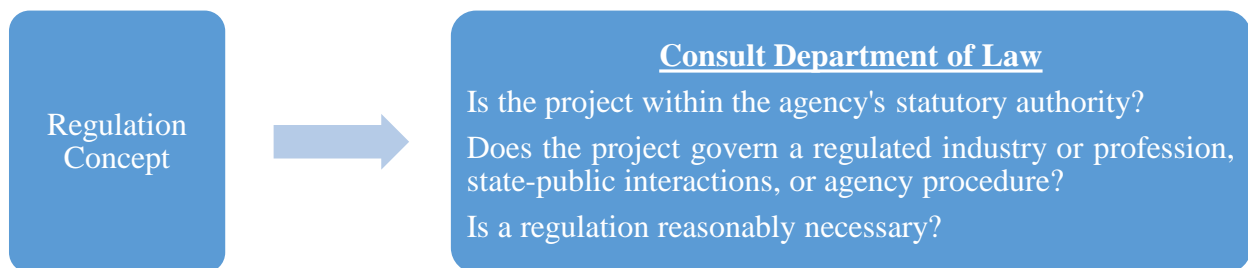 Regulation
Concept
Consult Department of Law
Is the project within the agency's statutory authority?
Does the project govern a regulated industry or profession,
state-public interactions, or agency procedure?
Is a regulation reasonably necessary?